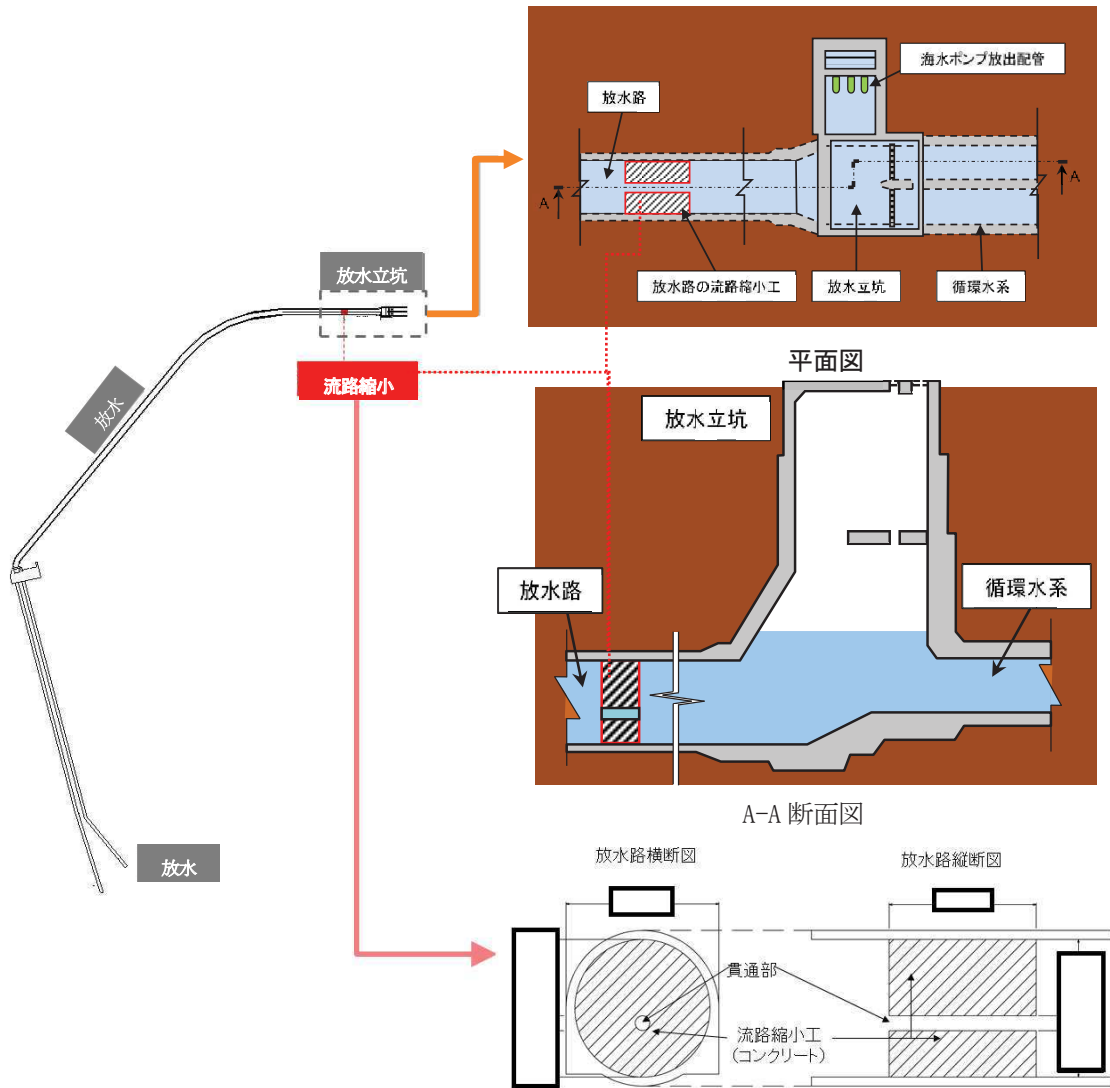 海水ポンプ放出配管
放水路
A
A
放水路の流路縮小工
放水立坑
循環水系
平面図
放水立坑
流路縮小
放水
放水
放水立坑
放水路
循環水系
A-A 断面図
放水路横断図
放水路縦断図
貫通部
流路縮小工
(コンクリート)